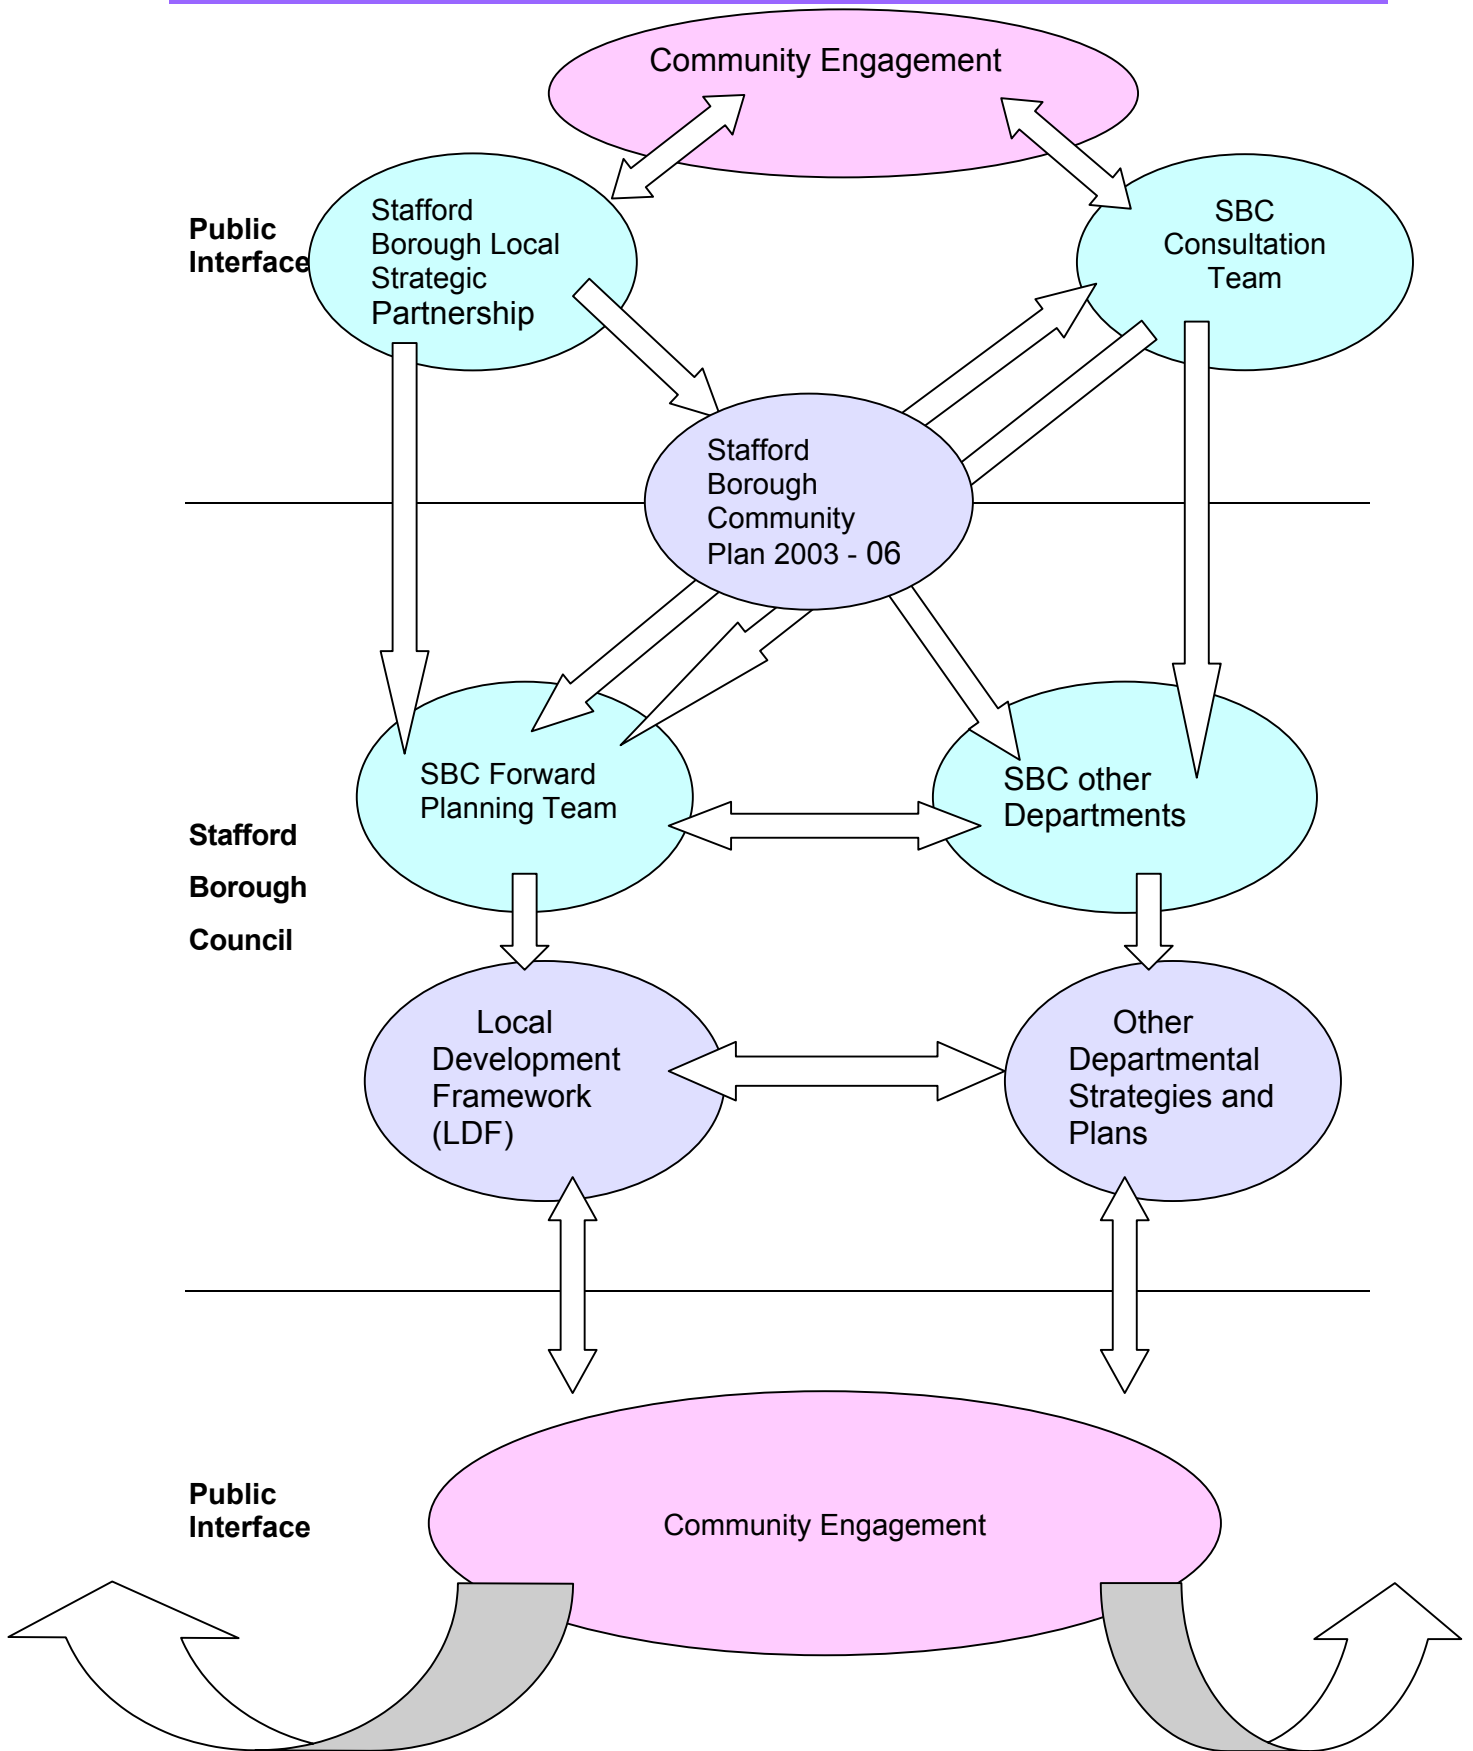 Community Engagement
Public
Interface
Stafford
Borough Local
Strategic
Partnership
SBC
Consultation
Team
Stafford
Borough
Community
Plan 2003 - 06
SBC Forward
Planning Team
SBC other
Departments
Stafford
Borough
Council
Local
Development
Framework
(LDF)
Other
Departmental
Strategies and
Plans
Public
Interface
Community Engagement